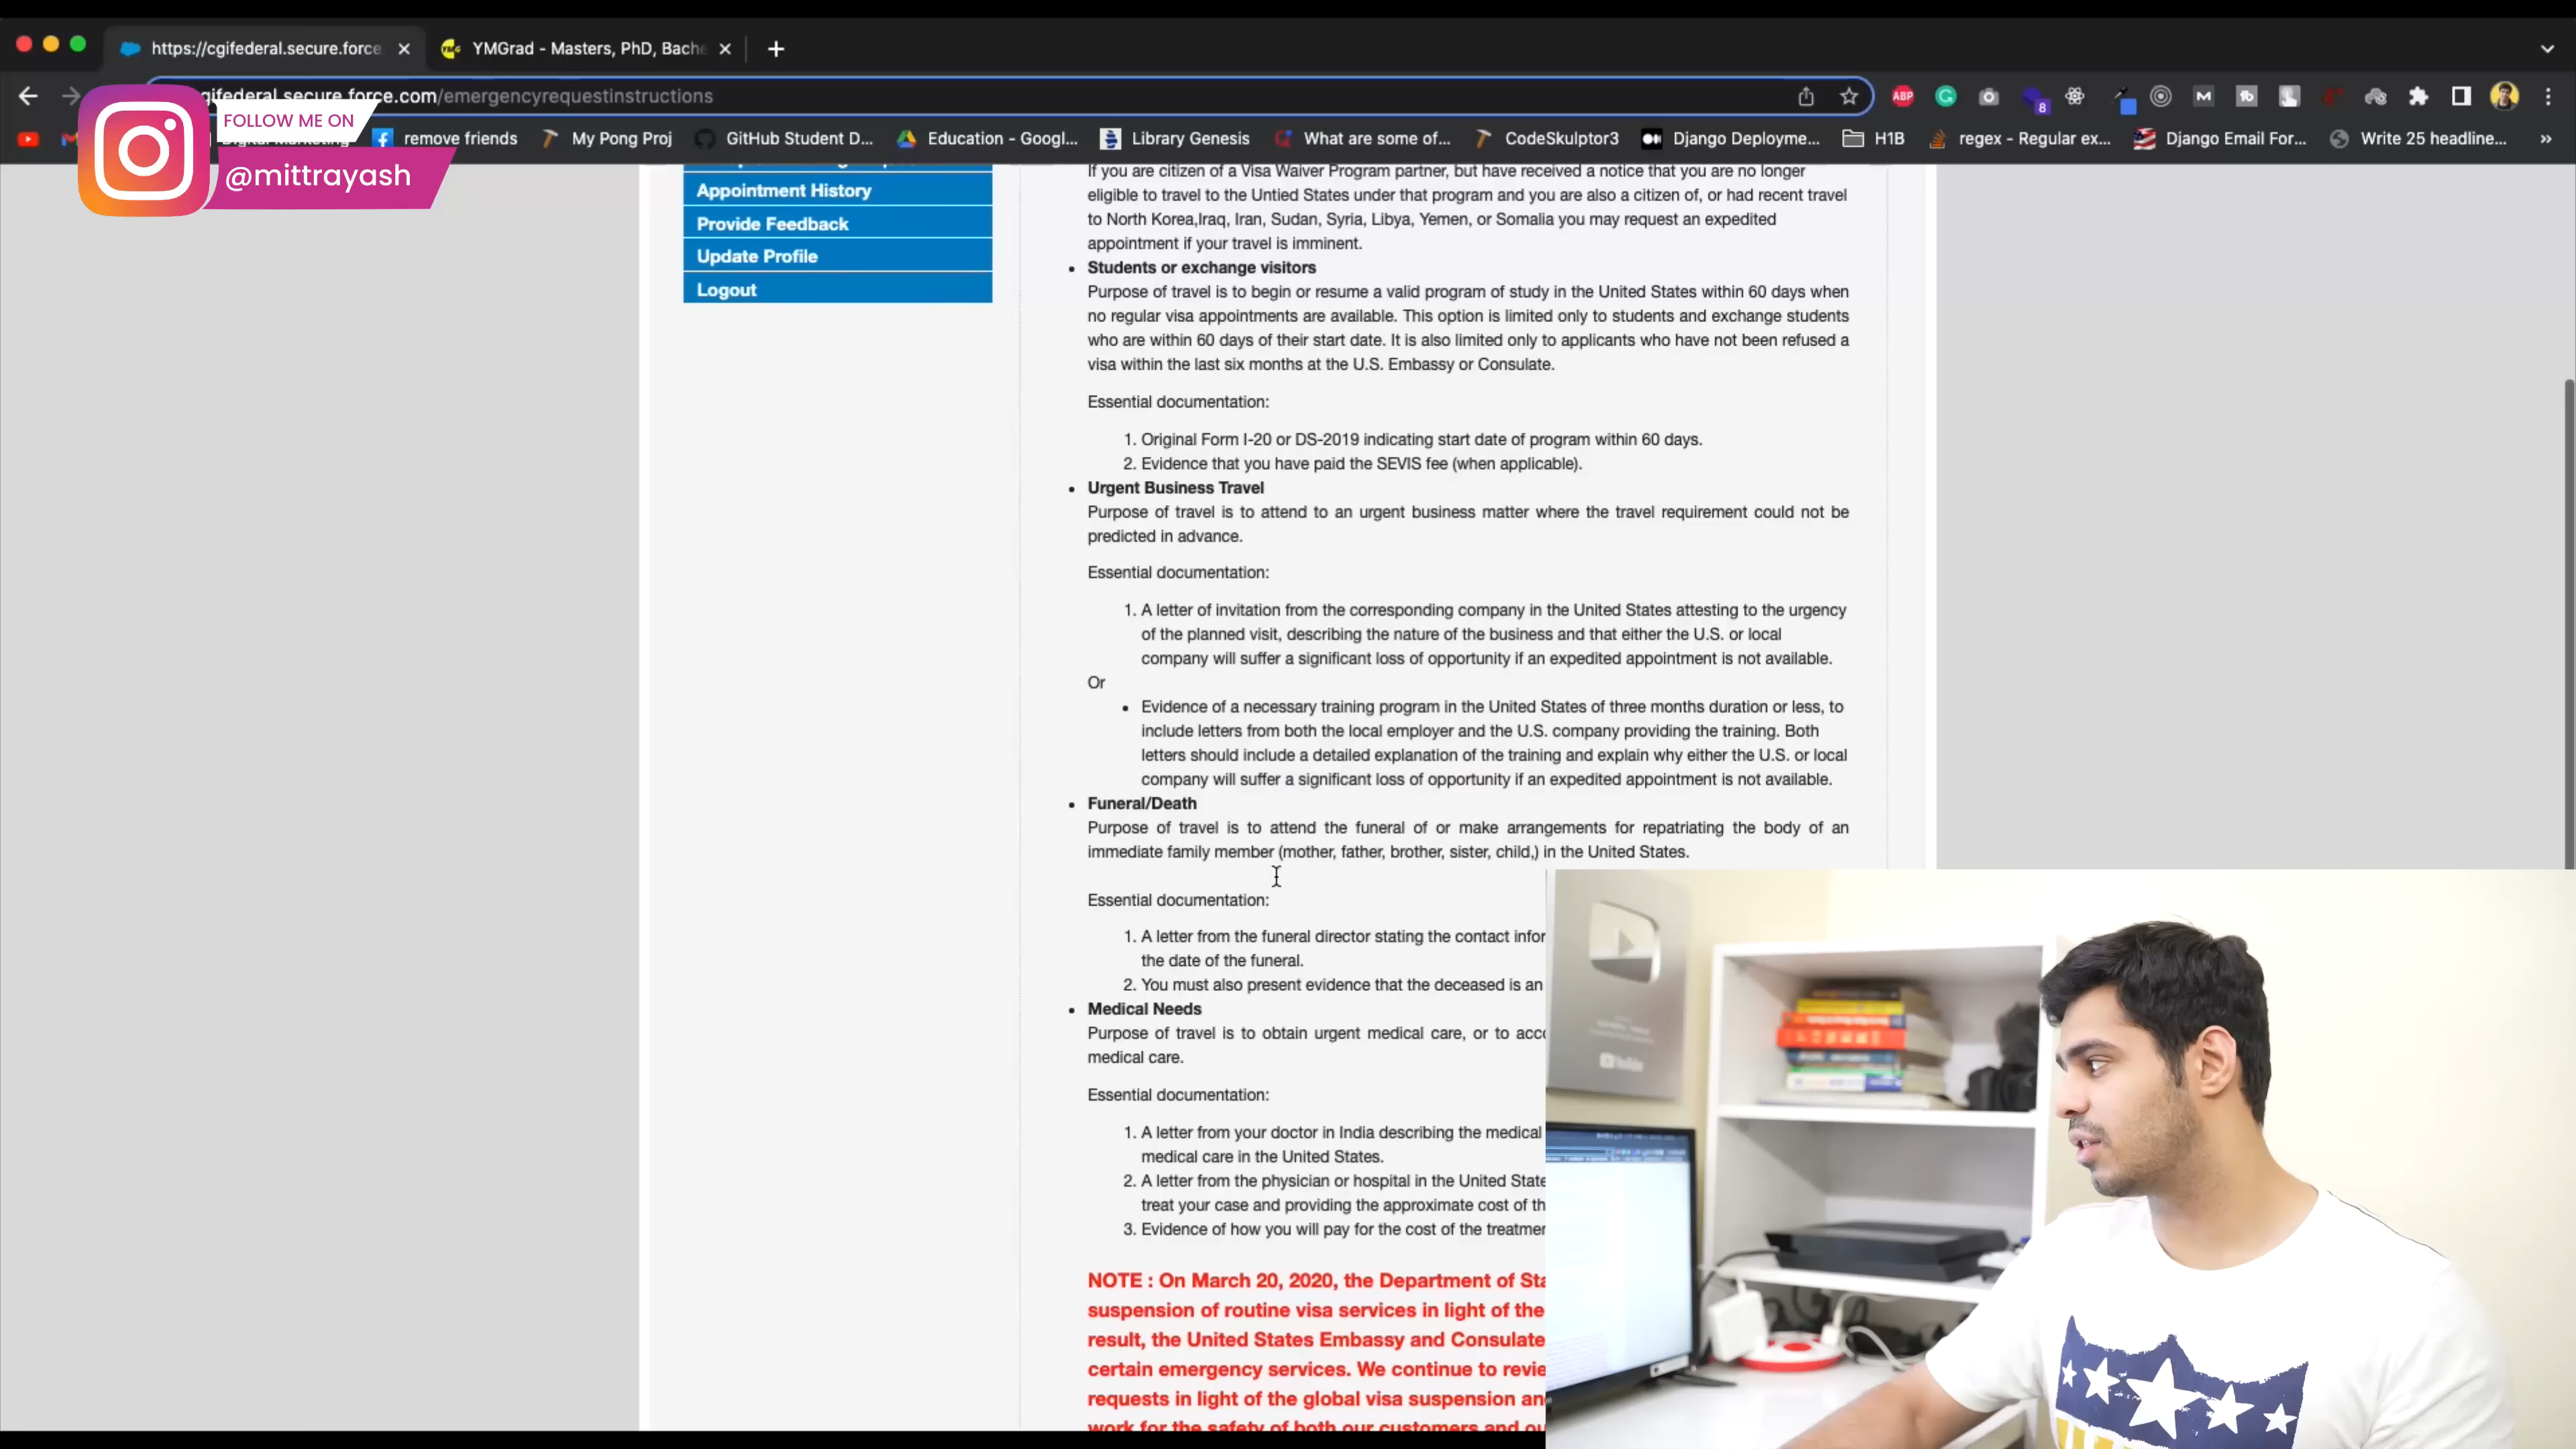 https://cgifederal.secure.force
YMGrad - Masters, PhD, Bache
gifederal.secure.force.com/emergencyrequestinstructions
ABP
8
FOLLOW ME ON
@mittrayash
remove friends
My Pong Proj
GitHub Student D...
Education - Googl...
Library Genesis
What are some of...
CodeSkulptor3
Django Deployme...
H1B
regex - Regular ex...
Django Email For...
Write 25 headline...
Appointment History
Provide Feedback
Update Profile
Logout
If you are citizen of a Visa Waiver Program partner, but have received a notice that you are no longer
eligible to travel to the Untied States under that program and you are also a citizen of, or had recent travel
to North Korea,Iraq, Iran, Sudan, Syria, Libya, Yemen, or Somalia you may request an expedited
appointment if your travel is imminent.
• Students or exchange visitors
Purpose of travel is to begin or resume a valid program of study in the United States within 60 days when
no regular visa appointments are available. This option is limited only to students and exchange students
who are within 60 days of their start date. It is also limited only to applicants who have not been refused a
visa within the last six months at the U.S. Embassy or Consulate.
Essential documentation:
1. Original Form I-20 or DS-2019 indicating start date of program within 60 days.
2. Evidence that you have paid the SEVIS fee (when applicable).
• Urgent Business Travel
Purpose of travel is to attend to an urgent business matter where the travel requirement could not be
predicted in advance.
Essential documentation:
1. A letter of invitation from the corresponding company in the United States attesting to the urgency
of the planned visit, describing the nature of the business and that either the U.S. or local
company will suffer a significant loss of opportunity if an expedited appointment is not available.
Or
• Evidence of a necessary training program in the United States of three months duration or less, to
include letters from both the local employer and the U.S. company providing the training. Both
letters should include a detailed explanation of the training and explain why either the U.S. or local
company will suffer a significant loss of opportunity if an expedited appointment is not available.
• Funeral/Death
Purpose of travel is to attend the funeral of or make arrangements for repatriating the body of an
immediate family member (mother, father, brother, sister, child,) in the United States.
Essential documentation:
1. A letter from the funeral director stating the contact infor
the date of the funeral.
2. You must also present evidence that the deceased is an
• Medical Needs
Purpose of travel is to obtain urgent medical care, or to acco
medical care.
Essential documentation:
1. A letter from your doctor in India describing the medical
medical care in the United States.
2. A letter from the physician or hospital in the United State
treat your case and providing the approximate cost of th
3. Evidence of how you will pay for the cost of the treatmen
NOTE : On March 20, 2020, the Department of Sta
suspension of routine visa services in light of the
result, the United States Embassy and Consulate
certain emergency services. We continue to revie
requests in light of the global visa suspension an
work for the safety of both our customers and ou